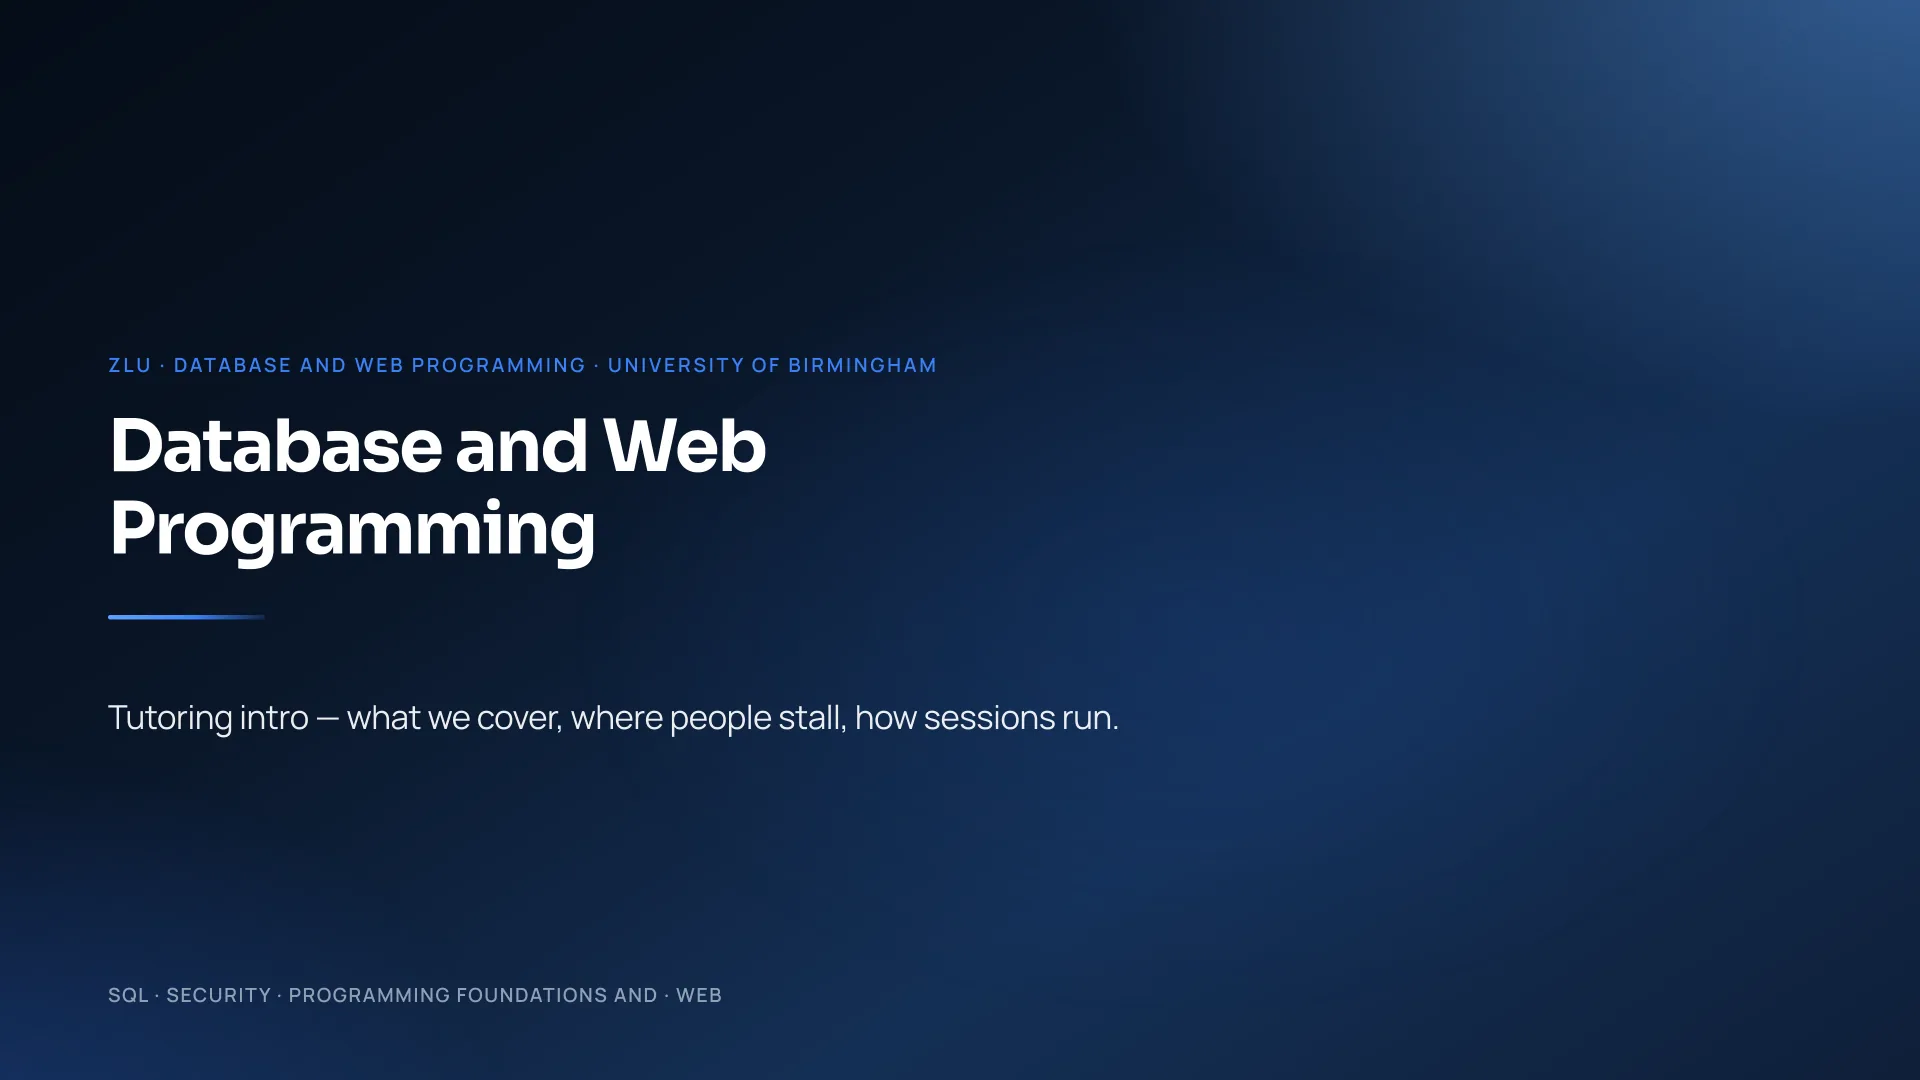 ZLU · DATABASE AND WEB PROGRAMMING · UNIVERSITY OF BIRMINGHAM
Database and Web
Programming
Tutoring intro — what we cover, where people stall, how sessions run.
SQL · SECURITY · PROGRAMMING FOUNDATIONS AND · WEB